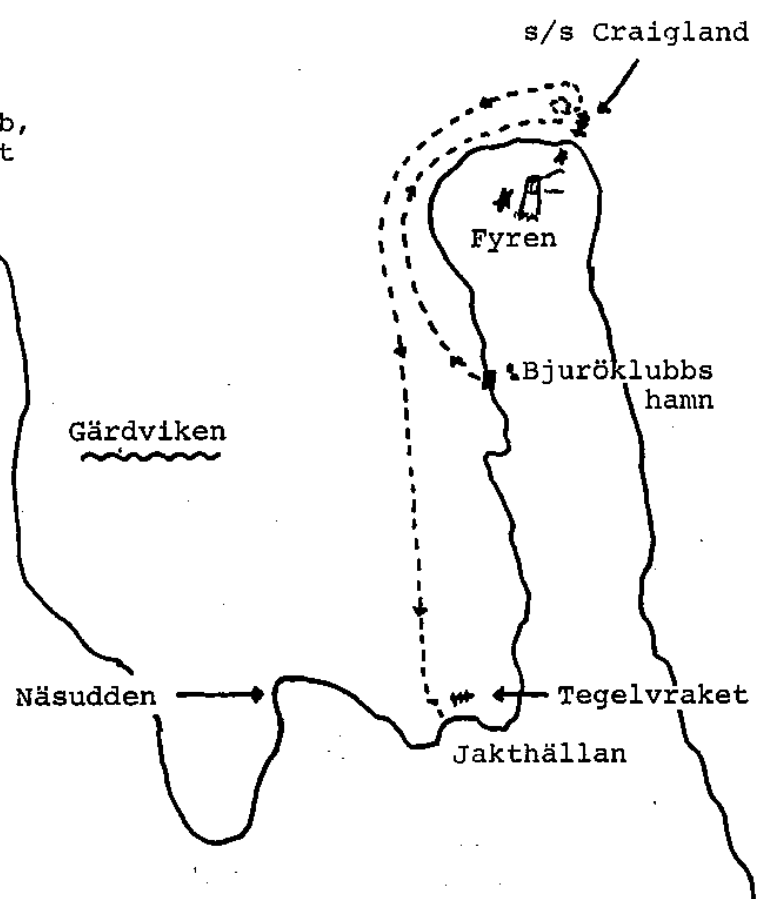 s/s Craigland
b,
t
Fyren
Bjuröklubbs
hamn
Gärdviken
Näsudden
Tegelvraket
Jakthällan